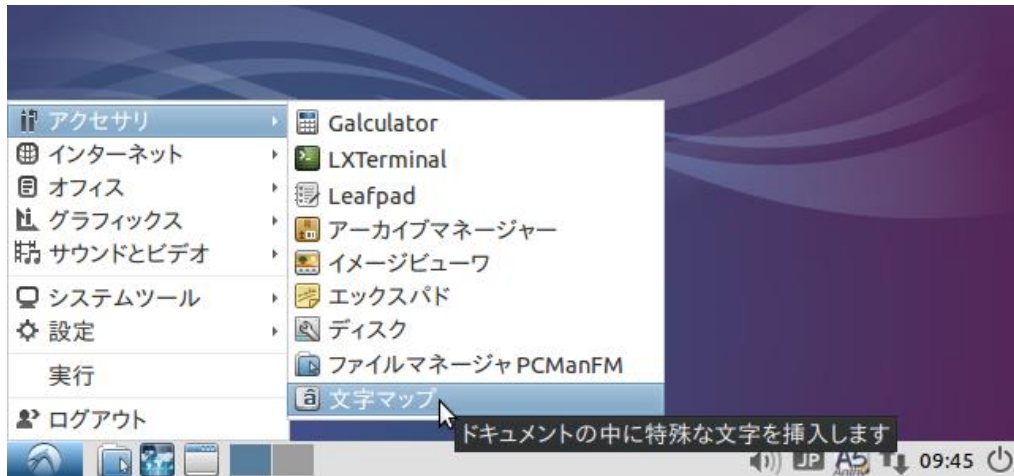 アクセサリ
インターネット
オフィス
グラフィックス
サウンドとビデオ
システムツール
設定
実行
ログアウト
Galculator
LXTerminal
Leafpad
アーカイブマネージャー
イメージビューワ
エックスパド
ディスク
ファイルマネージャ PCManFM
文字マップ
ドキュメントの中に特殊な文字を挿入します
JP
09:45